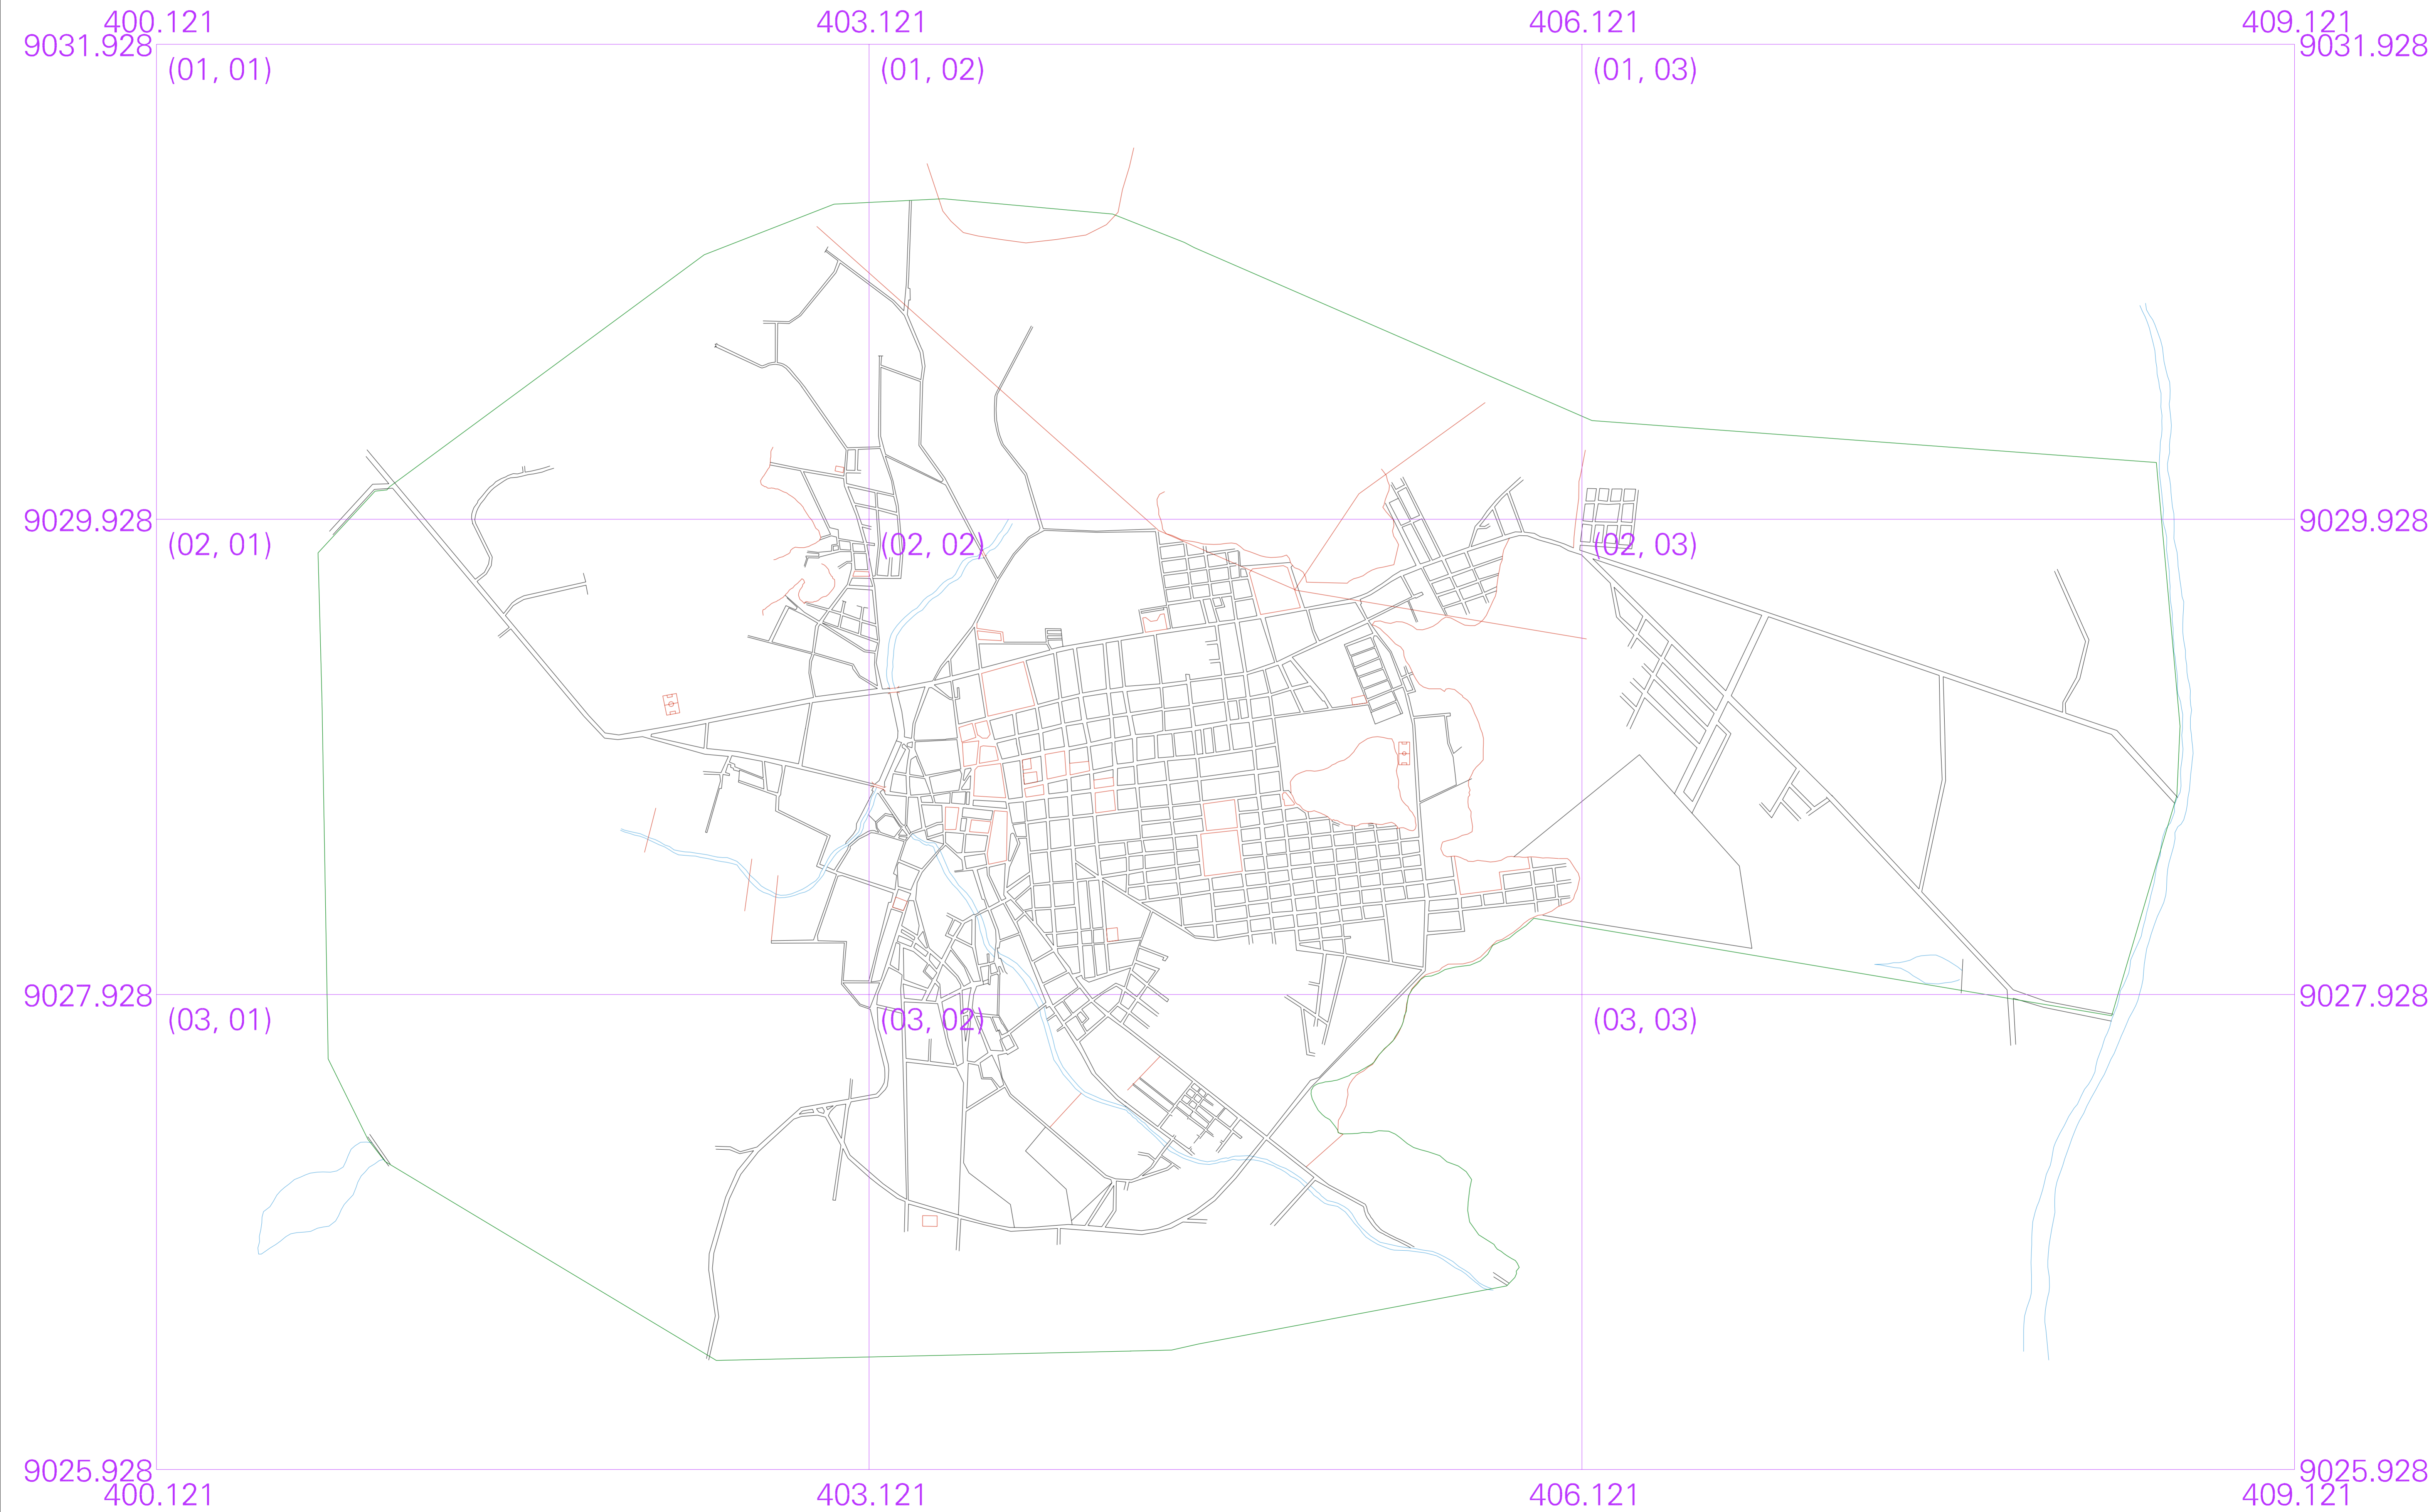 400.121 403.121 406.121 409.121
9031.928 9031.928
(01, 01) (01, 02) (01, 03)
9029.928 9029.928
(02, 01) (02, 02) (02, 03)
9027.928 9027.928
(03, 01) (03, 02) (03, 03)
9025.928 9025.928
400.121 403.121 406.121 409.121